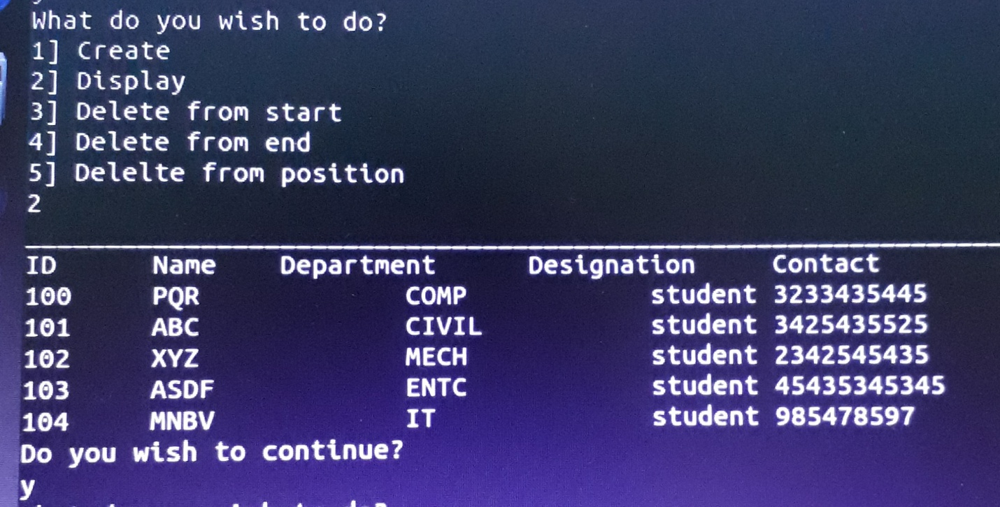 What do you wish to do?
1] Create
2] Display
3] Delete from start
4] Delete from end
5] Delelte from position
2
ID Name Department Designation Contact
100 PQR COMP student 3233435445
101 ABC CIVIL student 3425435525
102 XYZ MECH student 2342545435
103 ASDF ENTC student 45435345345
104 MNBV IT student 985478597
Do you wish to continue?
y